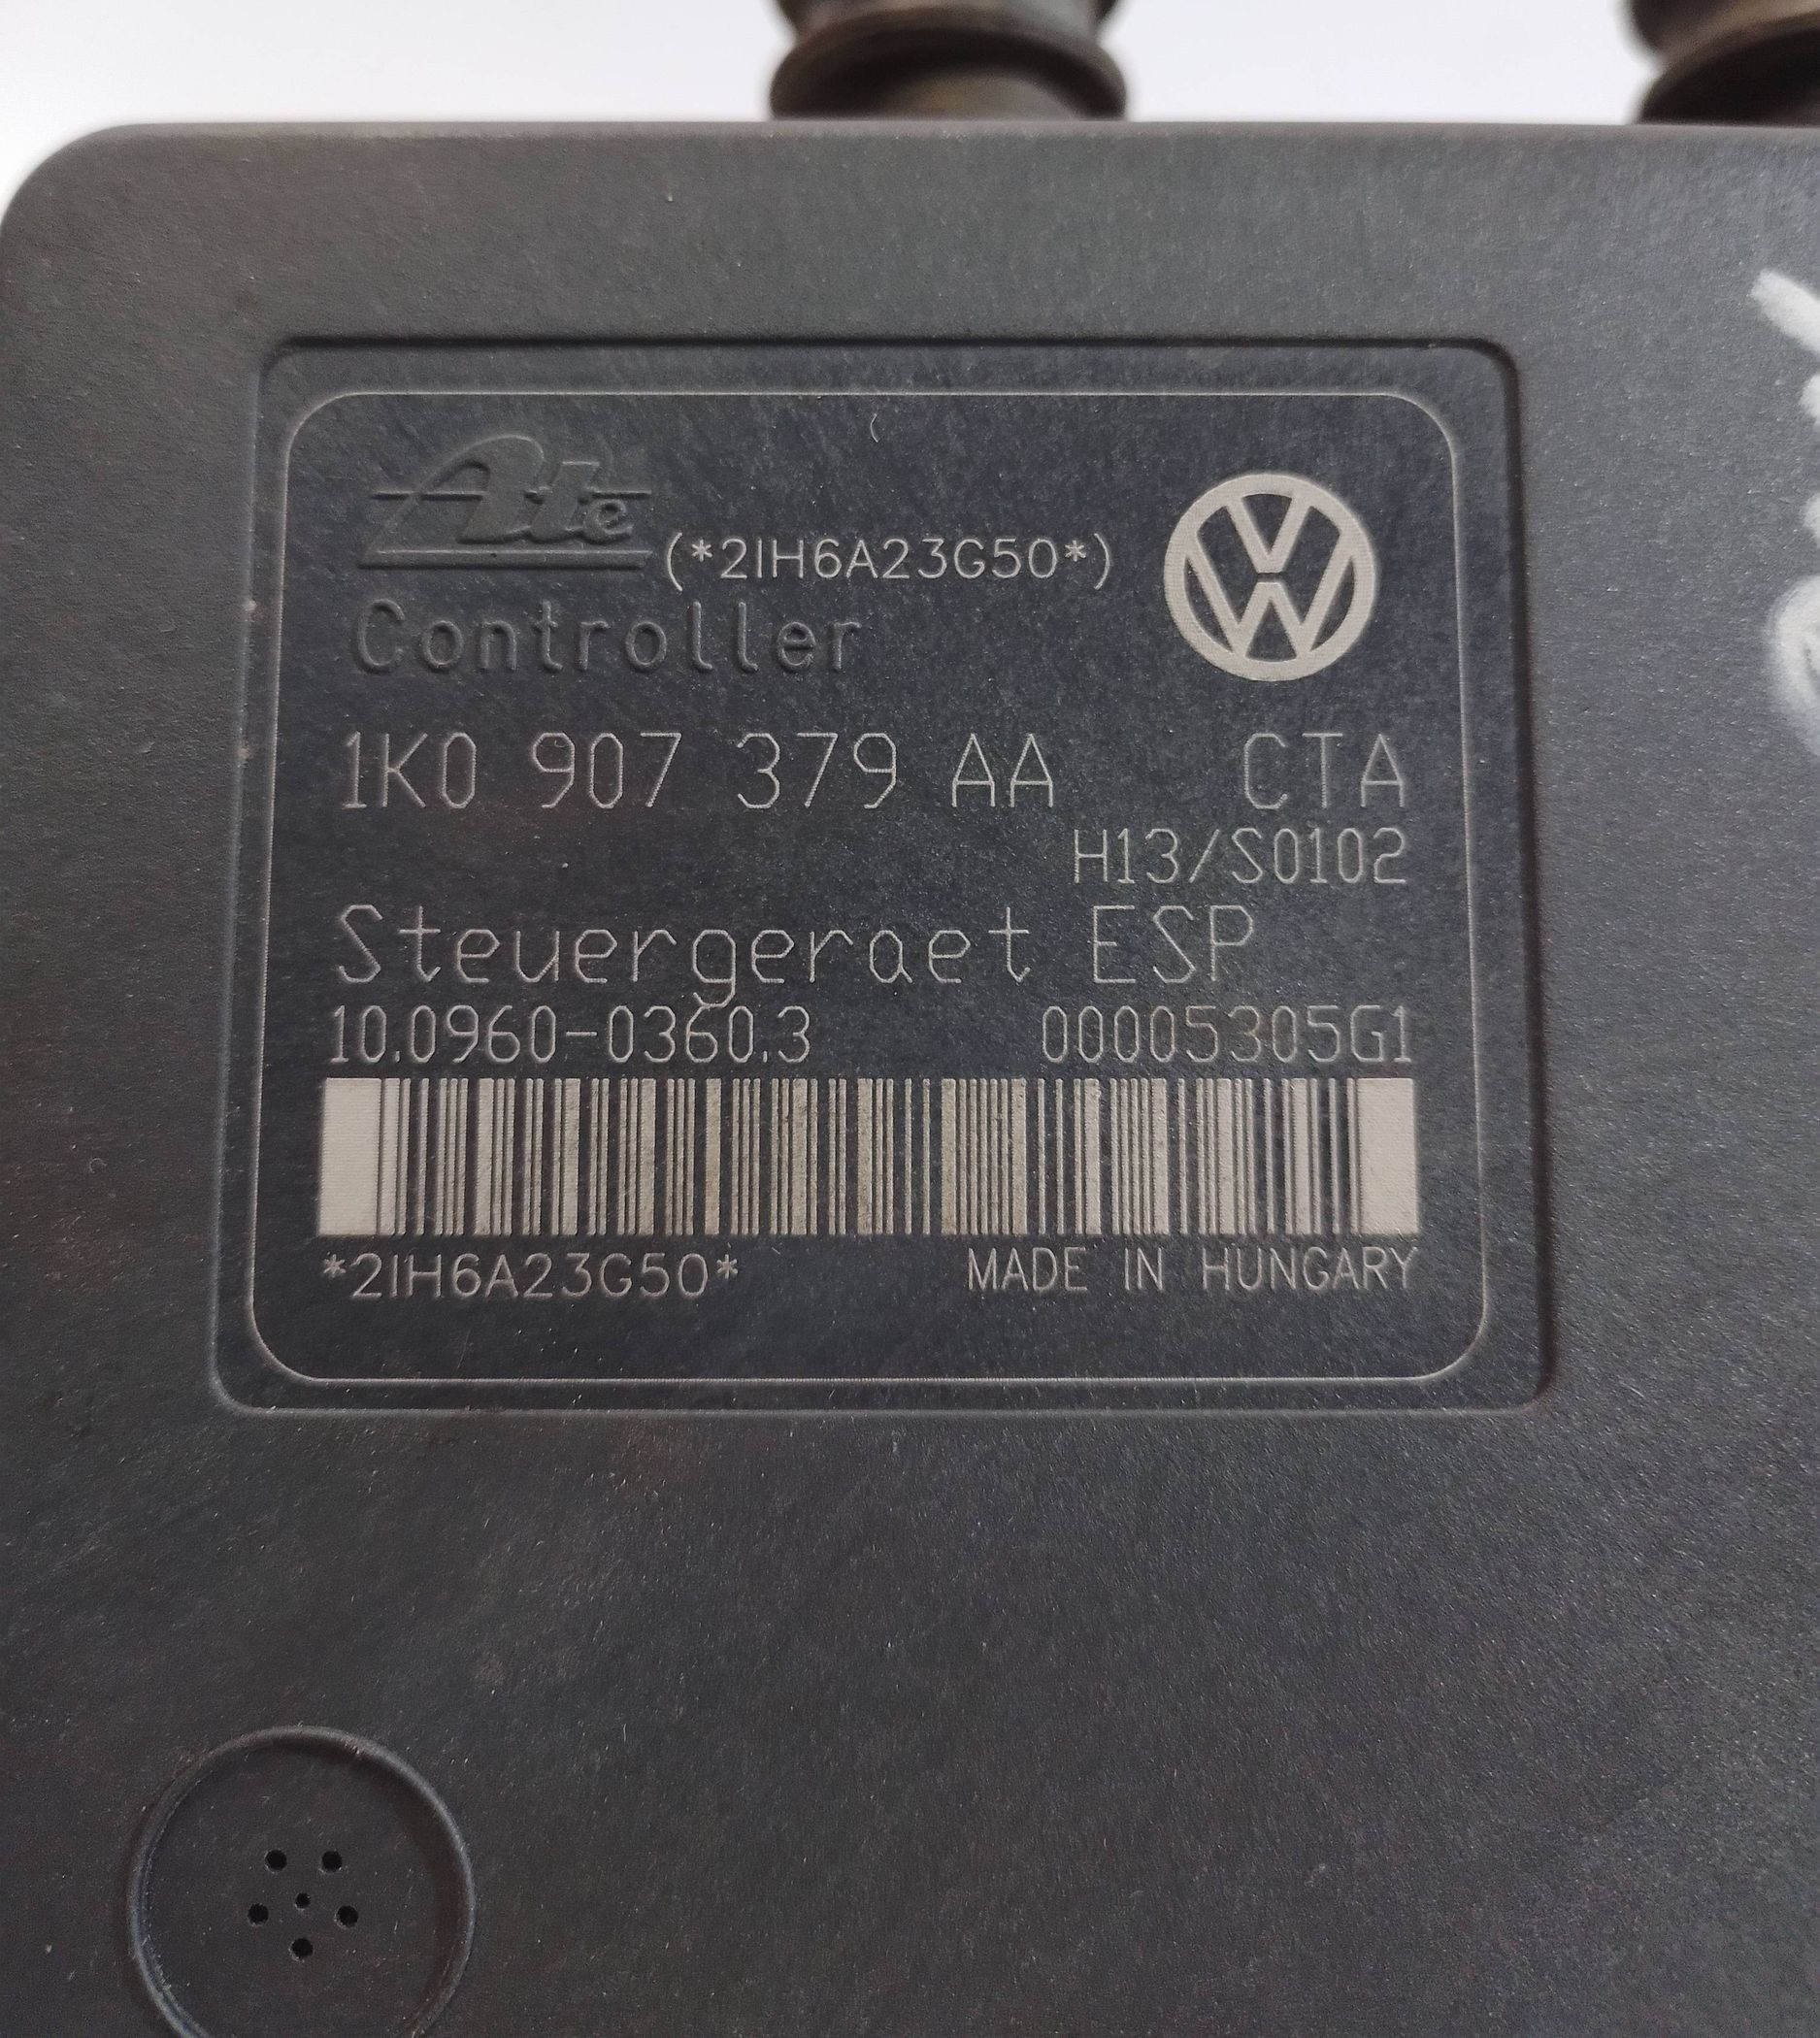 Ate (*2IH6A23G50*)
Controller
1K0 907 379 AA CTA
H13/S0102
Steuergeraet ESP
10.0960-0360.3 00005305G1
*2IH6A23G50* MADE IN HUNGARY